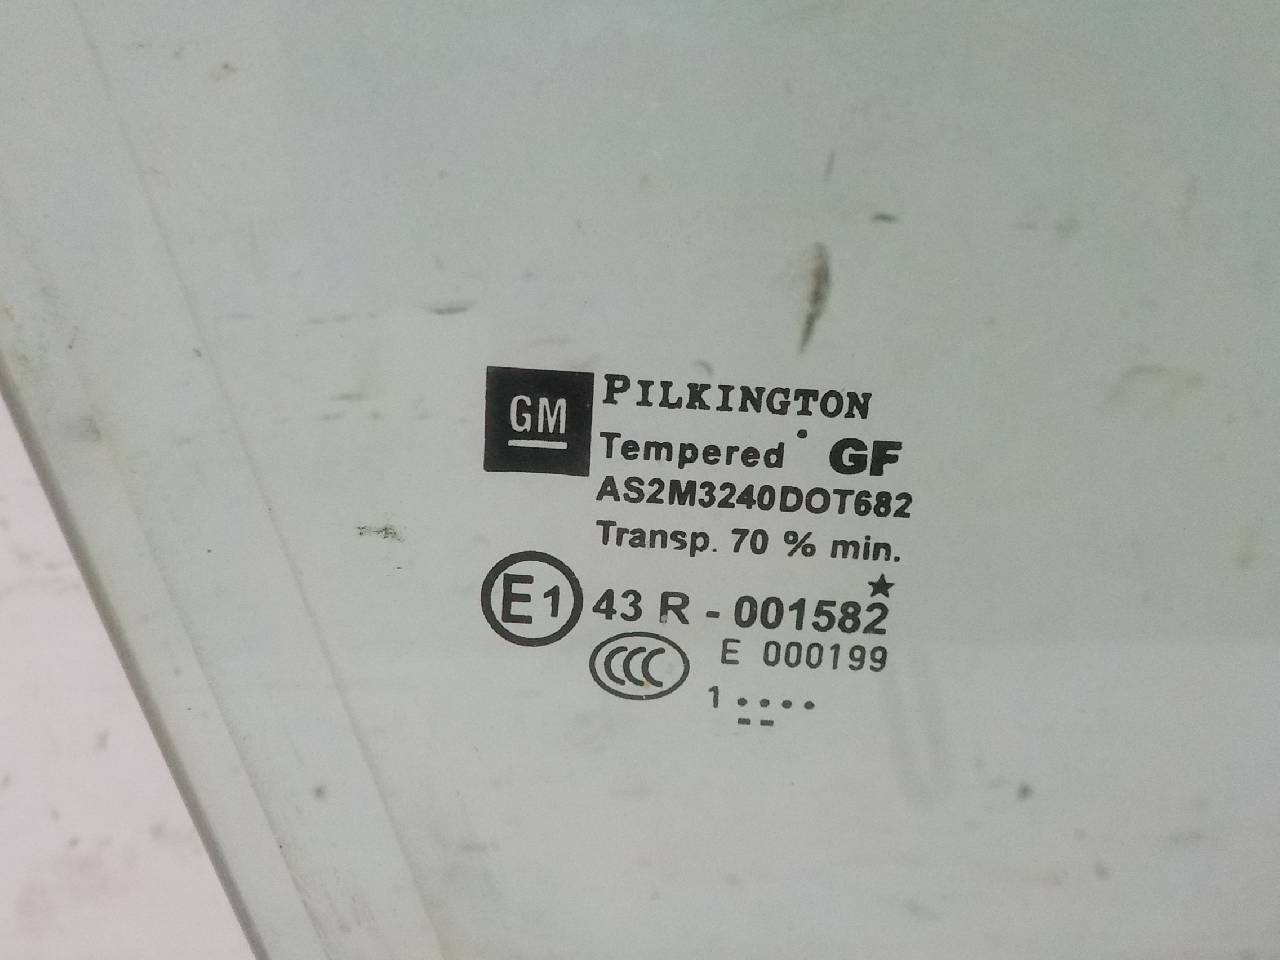 GM
PILKINGTON
Tempered GF
AS2M3240DOT682
Transp. 70 % min.
E1 43 R - 001582
CCC E 000199
1 ....